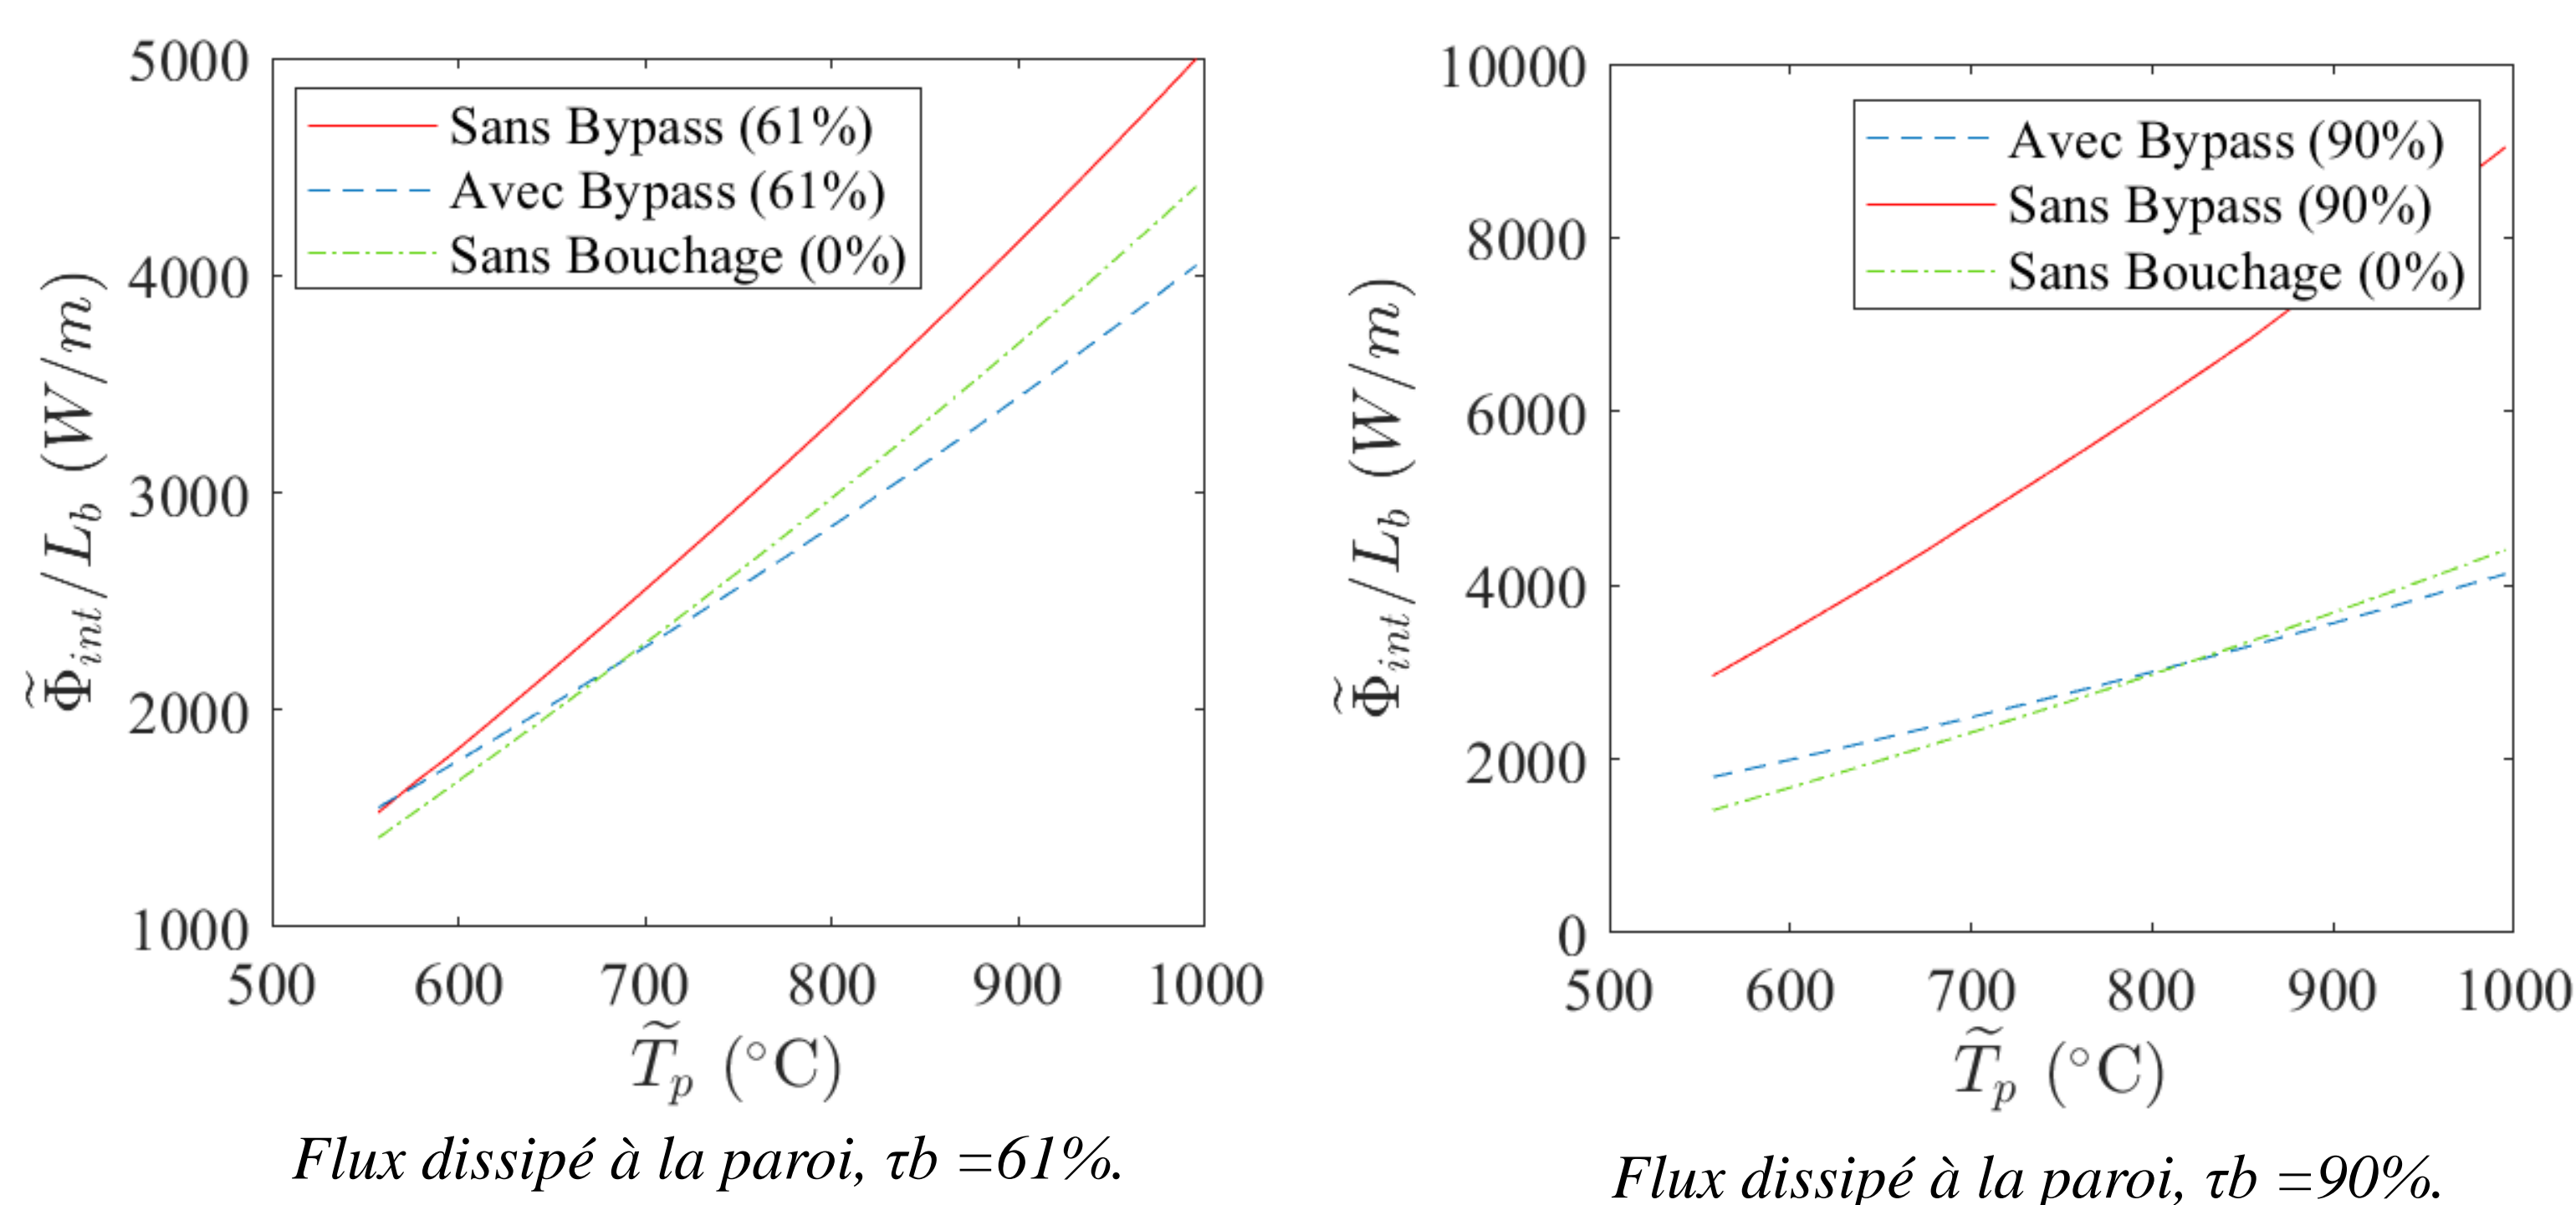 5000
4000
3000
2000
1000
Sans Bypass (61%)
Avec Bypass (61%)
Sans Bouchage (0%)
Φ̃int/Lb (W/m)
500 600 700 800 900 1000
T̃p (°C)
Flux dissipé à la paroi, τb =61%.
10000
8000
6000
4000
2000
0
Avec Bypass (90%)
Sans Bypass (90%)
Sans Bouchage (0%)
Φ̃int/Lb (W/m)
500 600 700 800 900 1000
T̃p (°C)
Flux dissipé à la paroi, τb =90%.